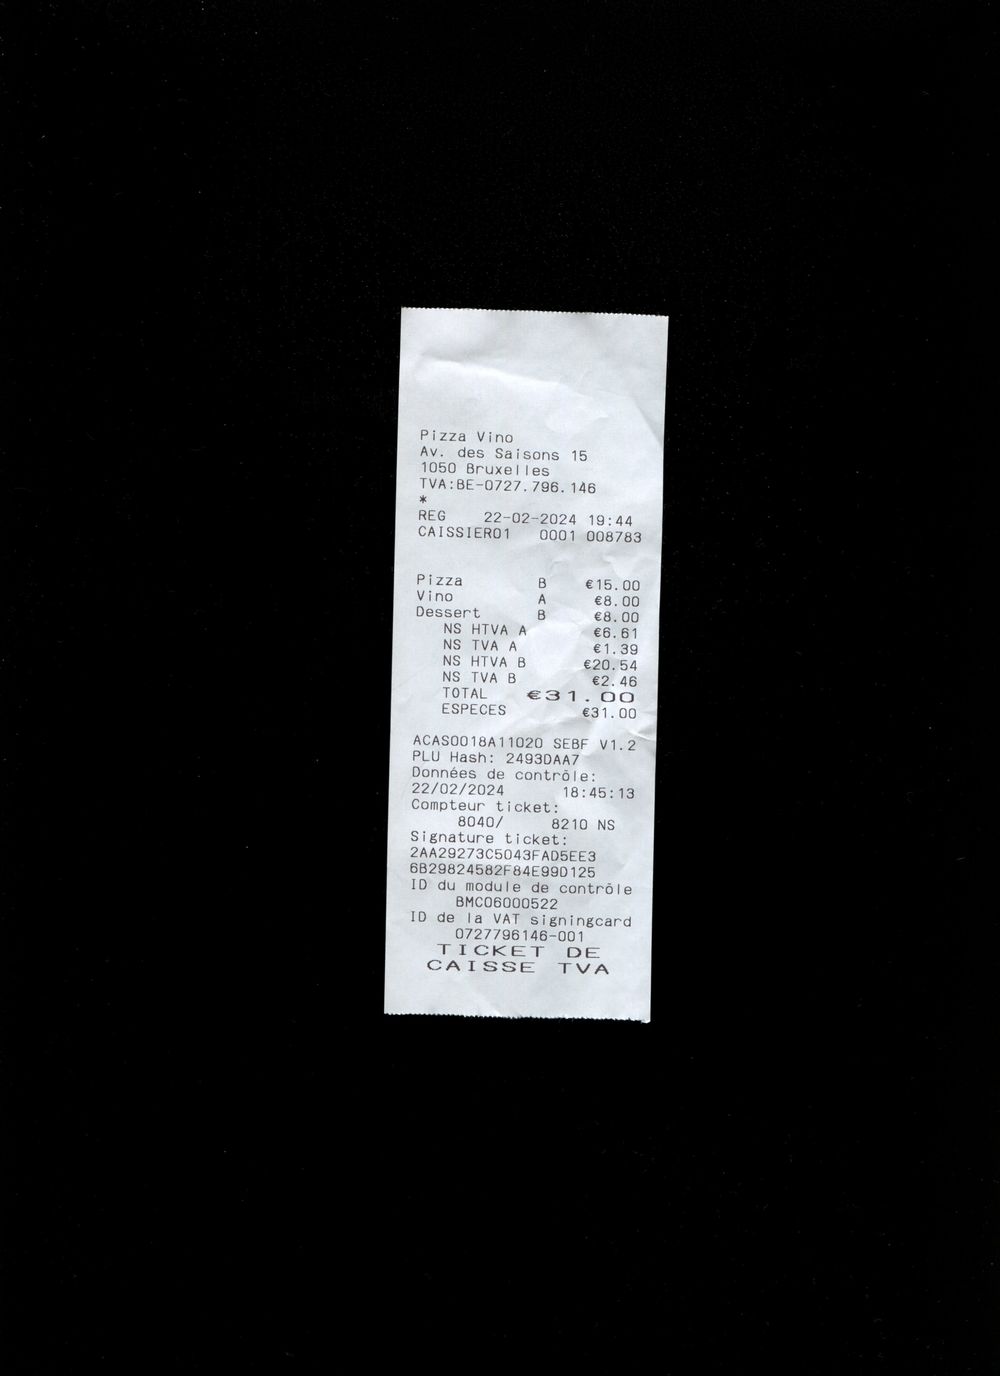 Pizza Vino
Av. des Saisons 15
1050 Bruxelles
TVA:BE-0727.796.146
*
REG 22-02-2024 19:44
CAISSIER01 0001 008783
Pizza B €15.00
Vino A €8.00
Dessert B €8.00
NS HTVA A €6.61
NS TVA A €1.39
NS HTVA B €20.54
NS TVA B €2.46
TOTAL €31.00
ESPECES €31.00
ACAS0018A11020 SEBF V1.2
PLU Hash: 2493DAA7
Données de contrôle:
22/02/2024 18:45:13
Compteur ticket:
8040/ 8210 NS
Signature ticket:
2AA29273C5043FAD5EE3
6B29824582F84E99D125
ID du module de contrôle
BMC06000522
ID de la VAT signingcard
0727796146-001
TICKET DE
CAISSE TVA